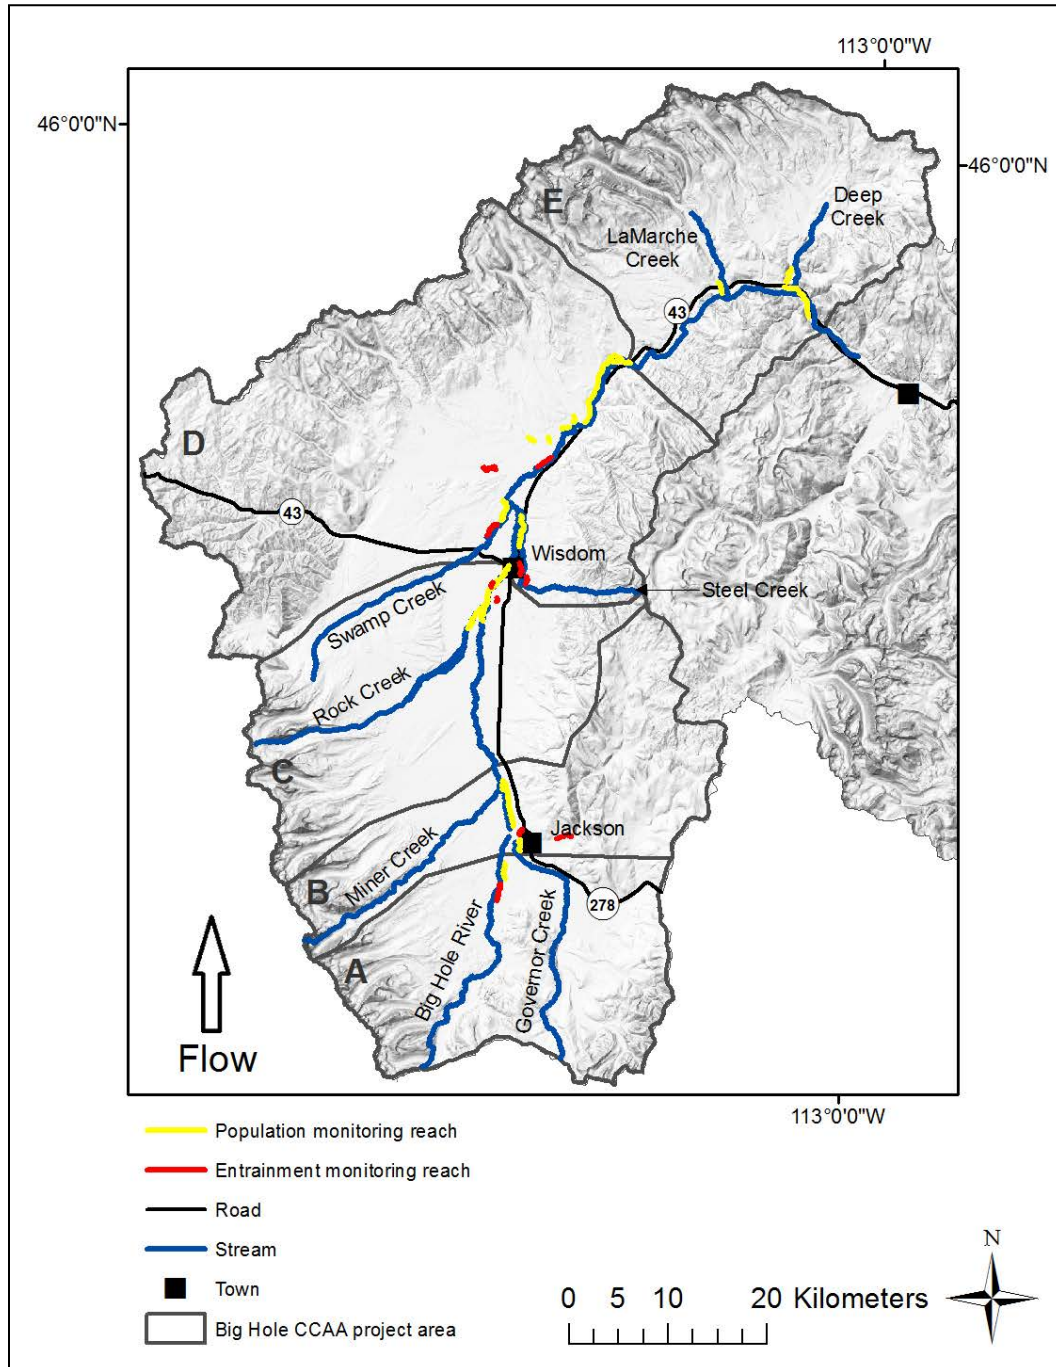 113°0'0"W
46°0'0"N
46°0'0"N
E
Deep
Creek
LaMarche
Creek
43
D
43
Wisdom
Steel Creek
Swamp Creek
Rock Creek
C
Jackson
Miner Creek
B
278
A
Big Hole River
Governor Creek
Flow
113°0'0"W
Population monitoring reach
Entrainment monitoring reach
Road
Stream
Town
Big Hole CCAA project area
N
0 5 10 20 Kilometers